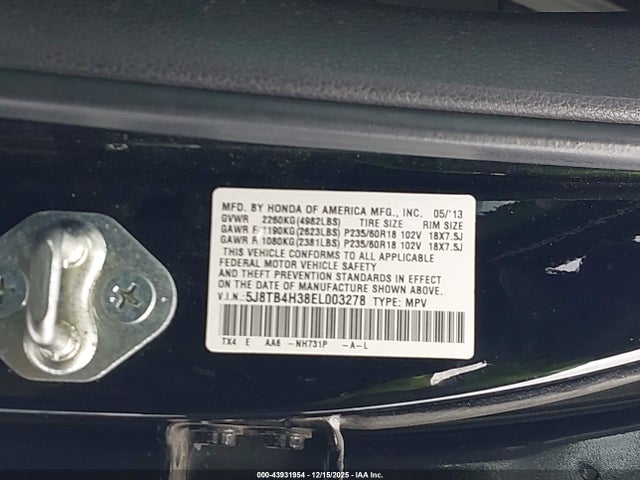 MFD. BY HONDA OF AMERICA MFG., INC. 05/'13
GVWR 2260KG(4982LBS) TIRE SIZE RIM SIZE
GAWR F 1190KG(2623LBS) P235/60R18 102V 18X7.5J
GAWR R 1080KG(2381LBS) P235/60R18 102V 18X7.5J
THIS VEHICLE CONFORMS TO ALL APPLICABLE
FEDERAL MOTOR VEHICLE SAFETY
AND THEFT PREVENTION STANDARDS IN EFFECT
ON THE DATE OF MANUFACTURE SHOWN ABOVE.
V.I.N.: 5J8TB4H38EL003278 TYPE: MPV
TX4 E AA6 -NH731P -A-L
000-43931954 - 12/15/2025 - IAA Inc.